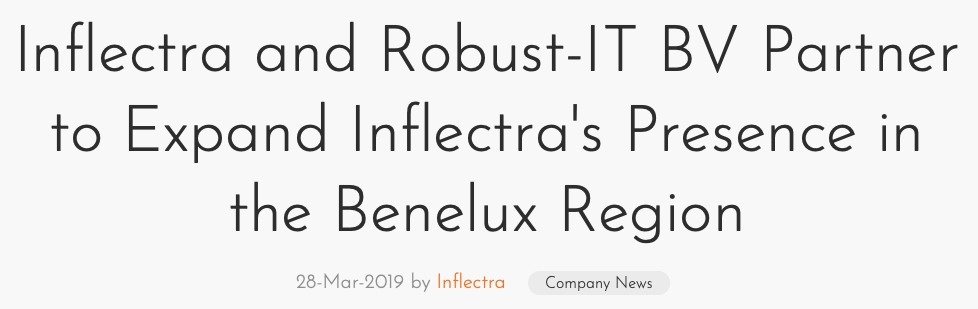 Inflectra and Robust-IT BV Partner
to Expand Inflectra's Presence in
the Benelux Region
28-Mar-2019 by Inflectra Company News